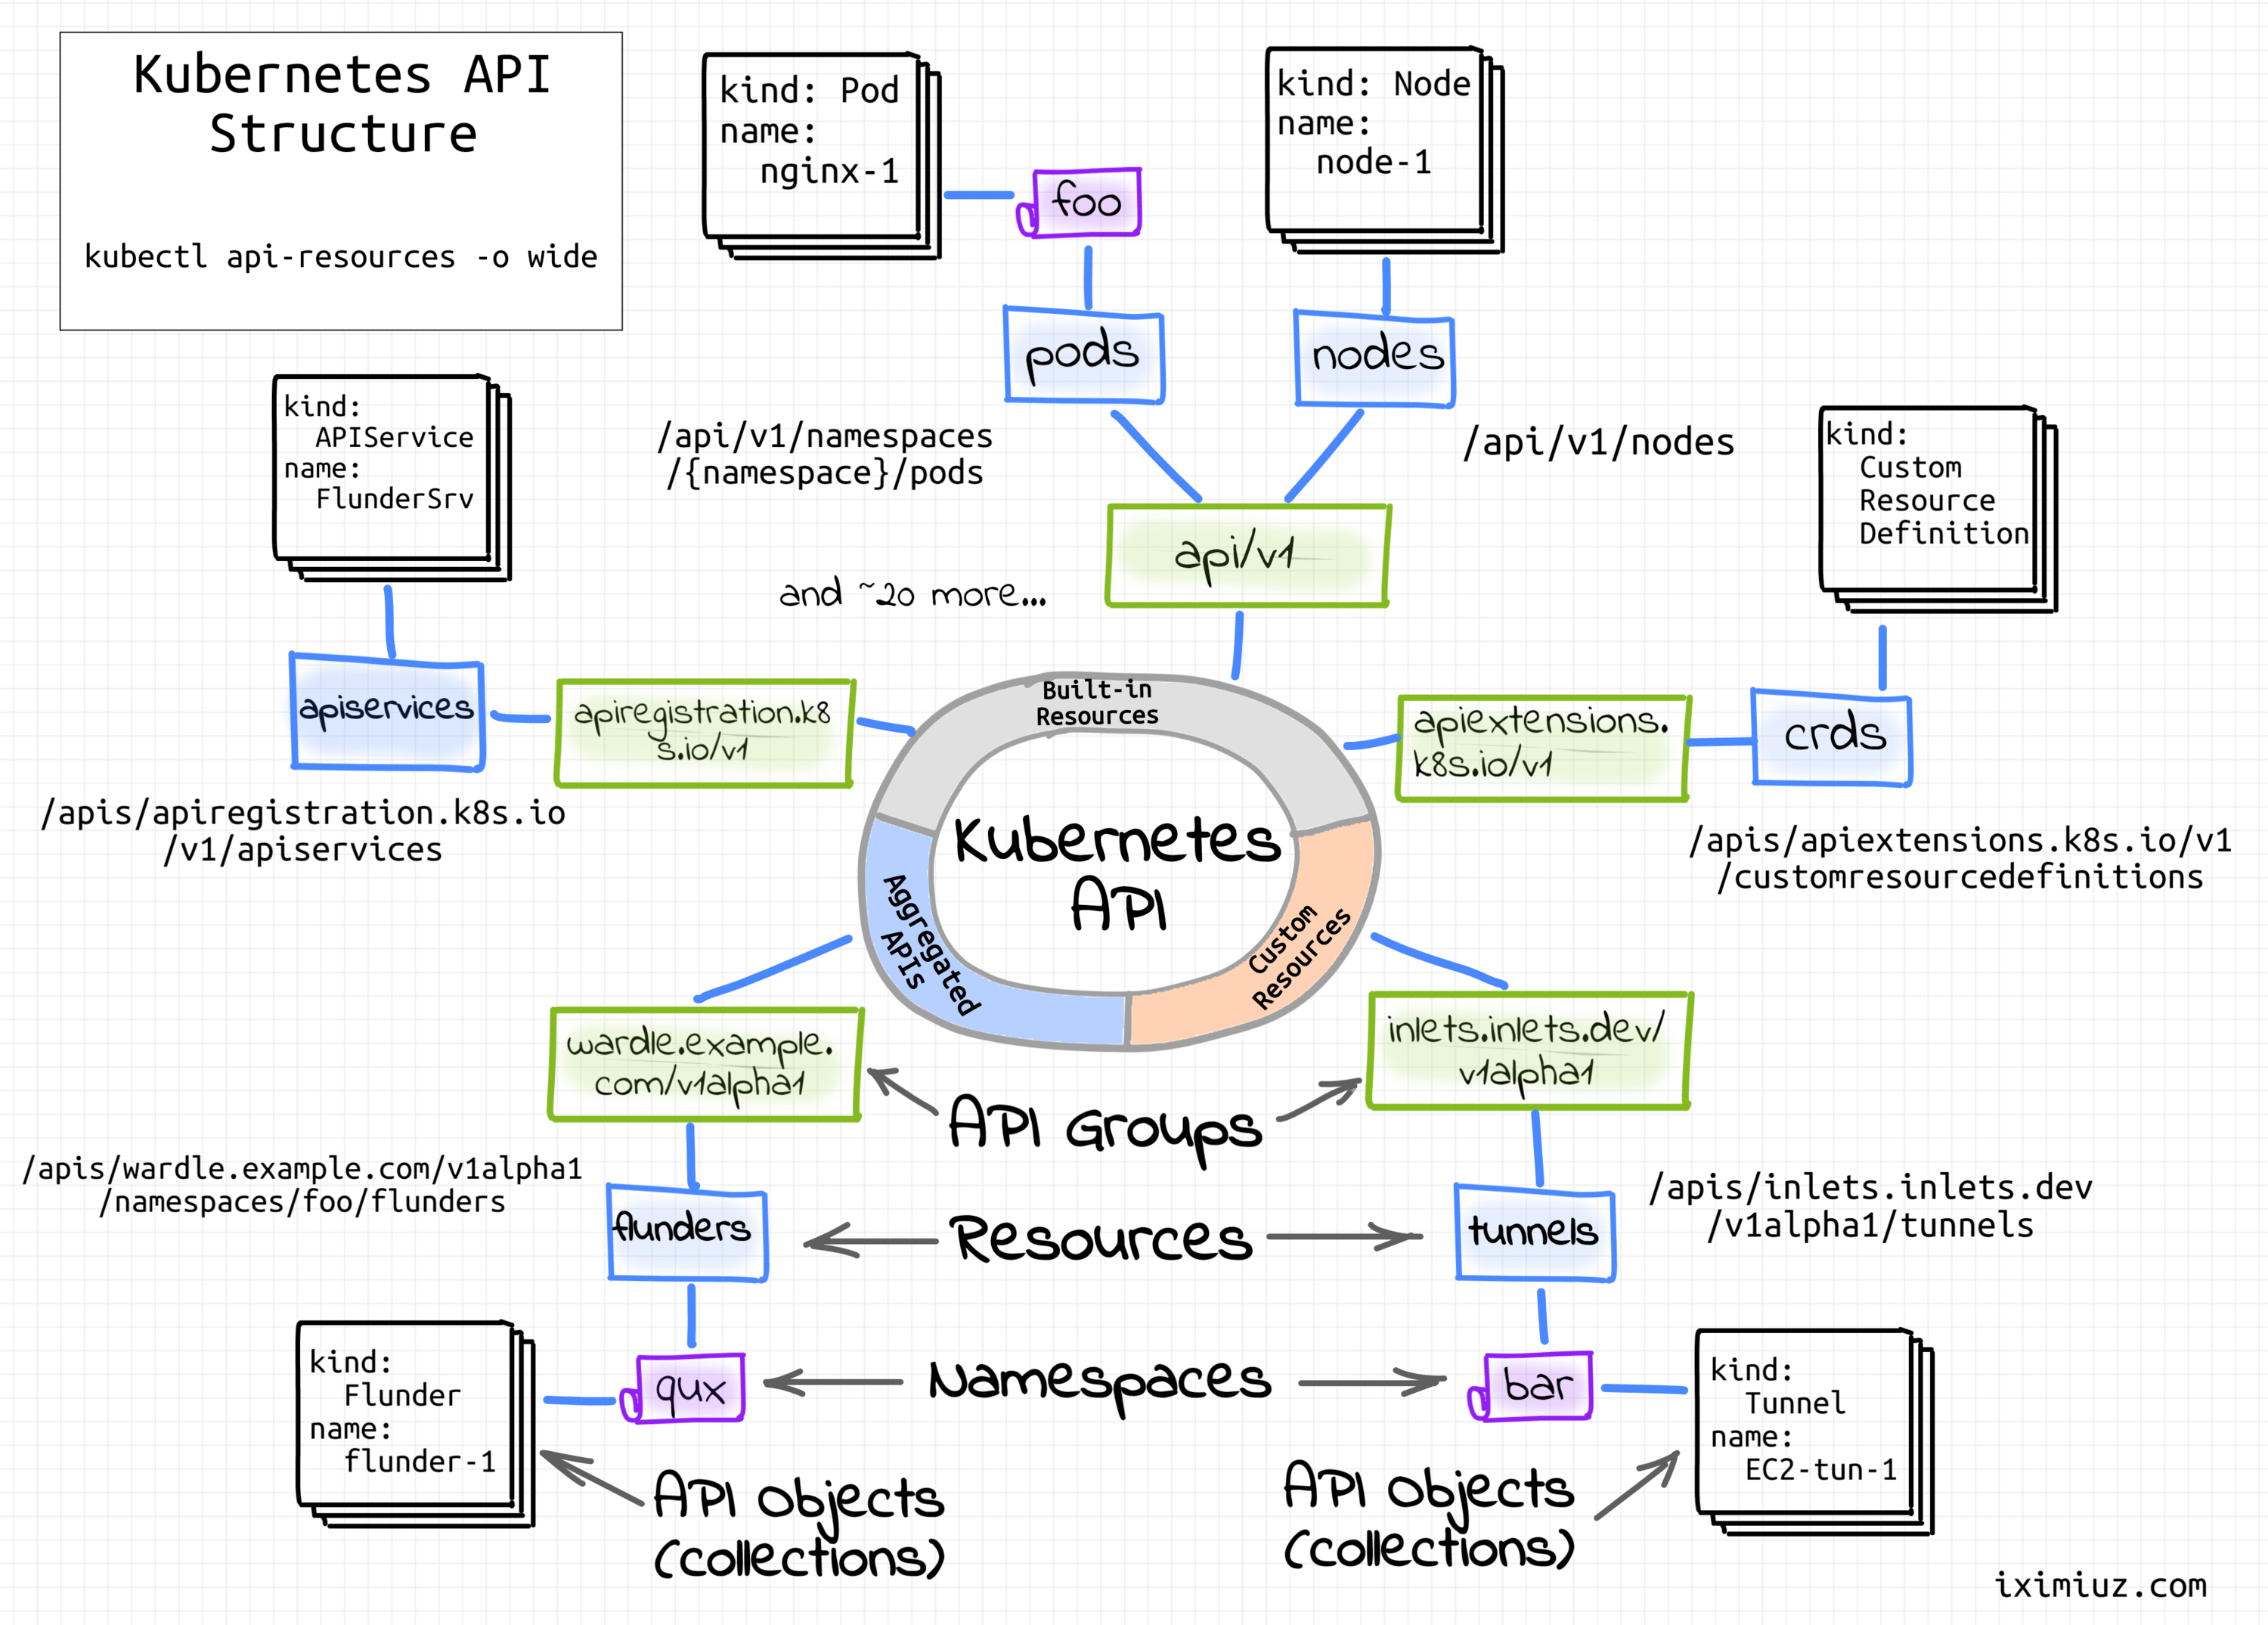 Kubernetes API
Structure
kubectl api-resources -o wide
kind: Pod
name:
nginx-1
foo
pods
/api/v1/namespaces
/{namespace}/pods
kind: Node
name:
node-1
nodes
/api/v1/nodes
api/v1
and ~20 more...
kind:
APIService
name:
FlunderSrv
apiservices
apiregistration.k8
s.io/v1
/apis/apiregistration.k8s.io
/v1/apiservices
kind:
Custom
Resource
Definition
apiextensions.
k8s.io/v1
crds
/apis/apiextensions.k8s.io/v1
/customresourcedefinitions
Built-in
Resources
Kubernetes
API
Aggregated
APIs
Custom
Resources
wardle.example.
com/v1alpha1
API Groups
inlets.inlets.dev/
v1alpha1
/apis/wardle.example.com/v1alpha1
/namespaces/foo/flunders
flunders
Resources
tunnels
/apis/inlets.inlets.dev
/v1alpha1/tunnels
kind:
Flunder
name:
flunder-1
qux
Namespaces
bar
kind:
Tunnel
name:
EC2-tun-1
API Objects
(collections)
API Objects
(collections)
iximiuz.com